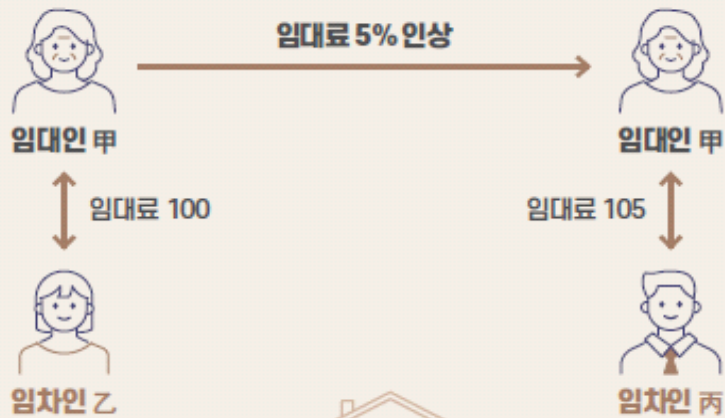 임대료 5% 인상
임대인 甲
임대인 甲
임대료 100
임대료 105
임차인 乙
임차인 丙